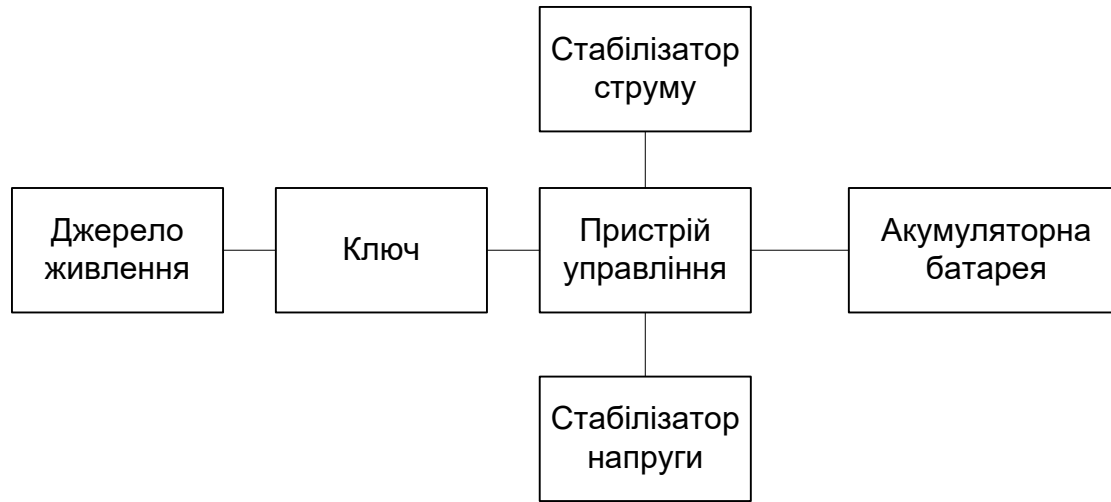 Стабілізатор
струму
Джерело
живлення
Ключ
Пристрій
управління
Акумуляторна
батарея
Стабілізатор
напруги